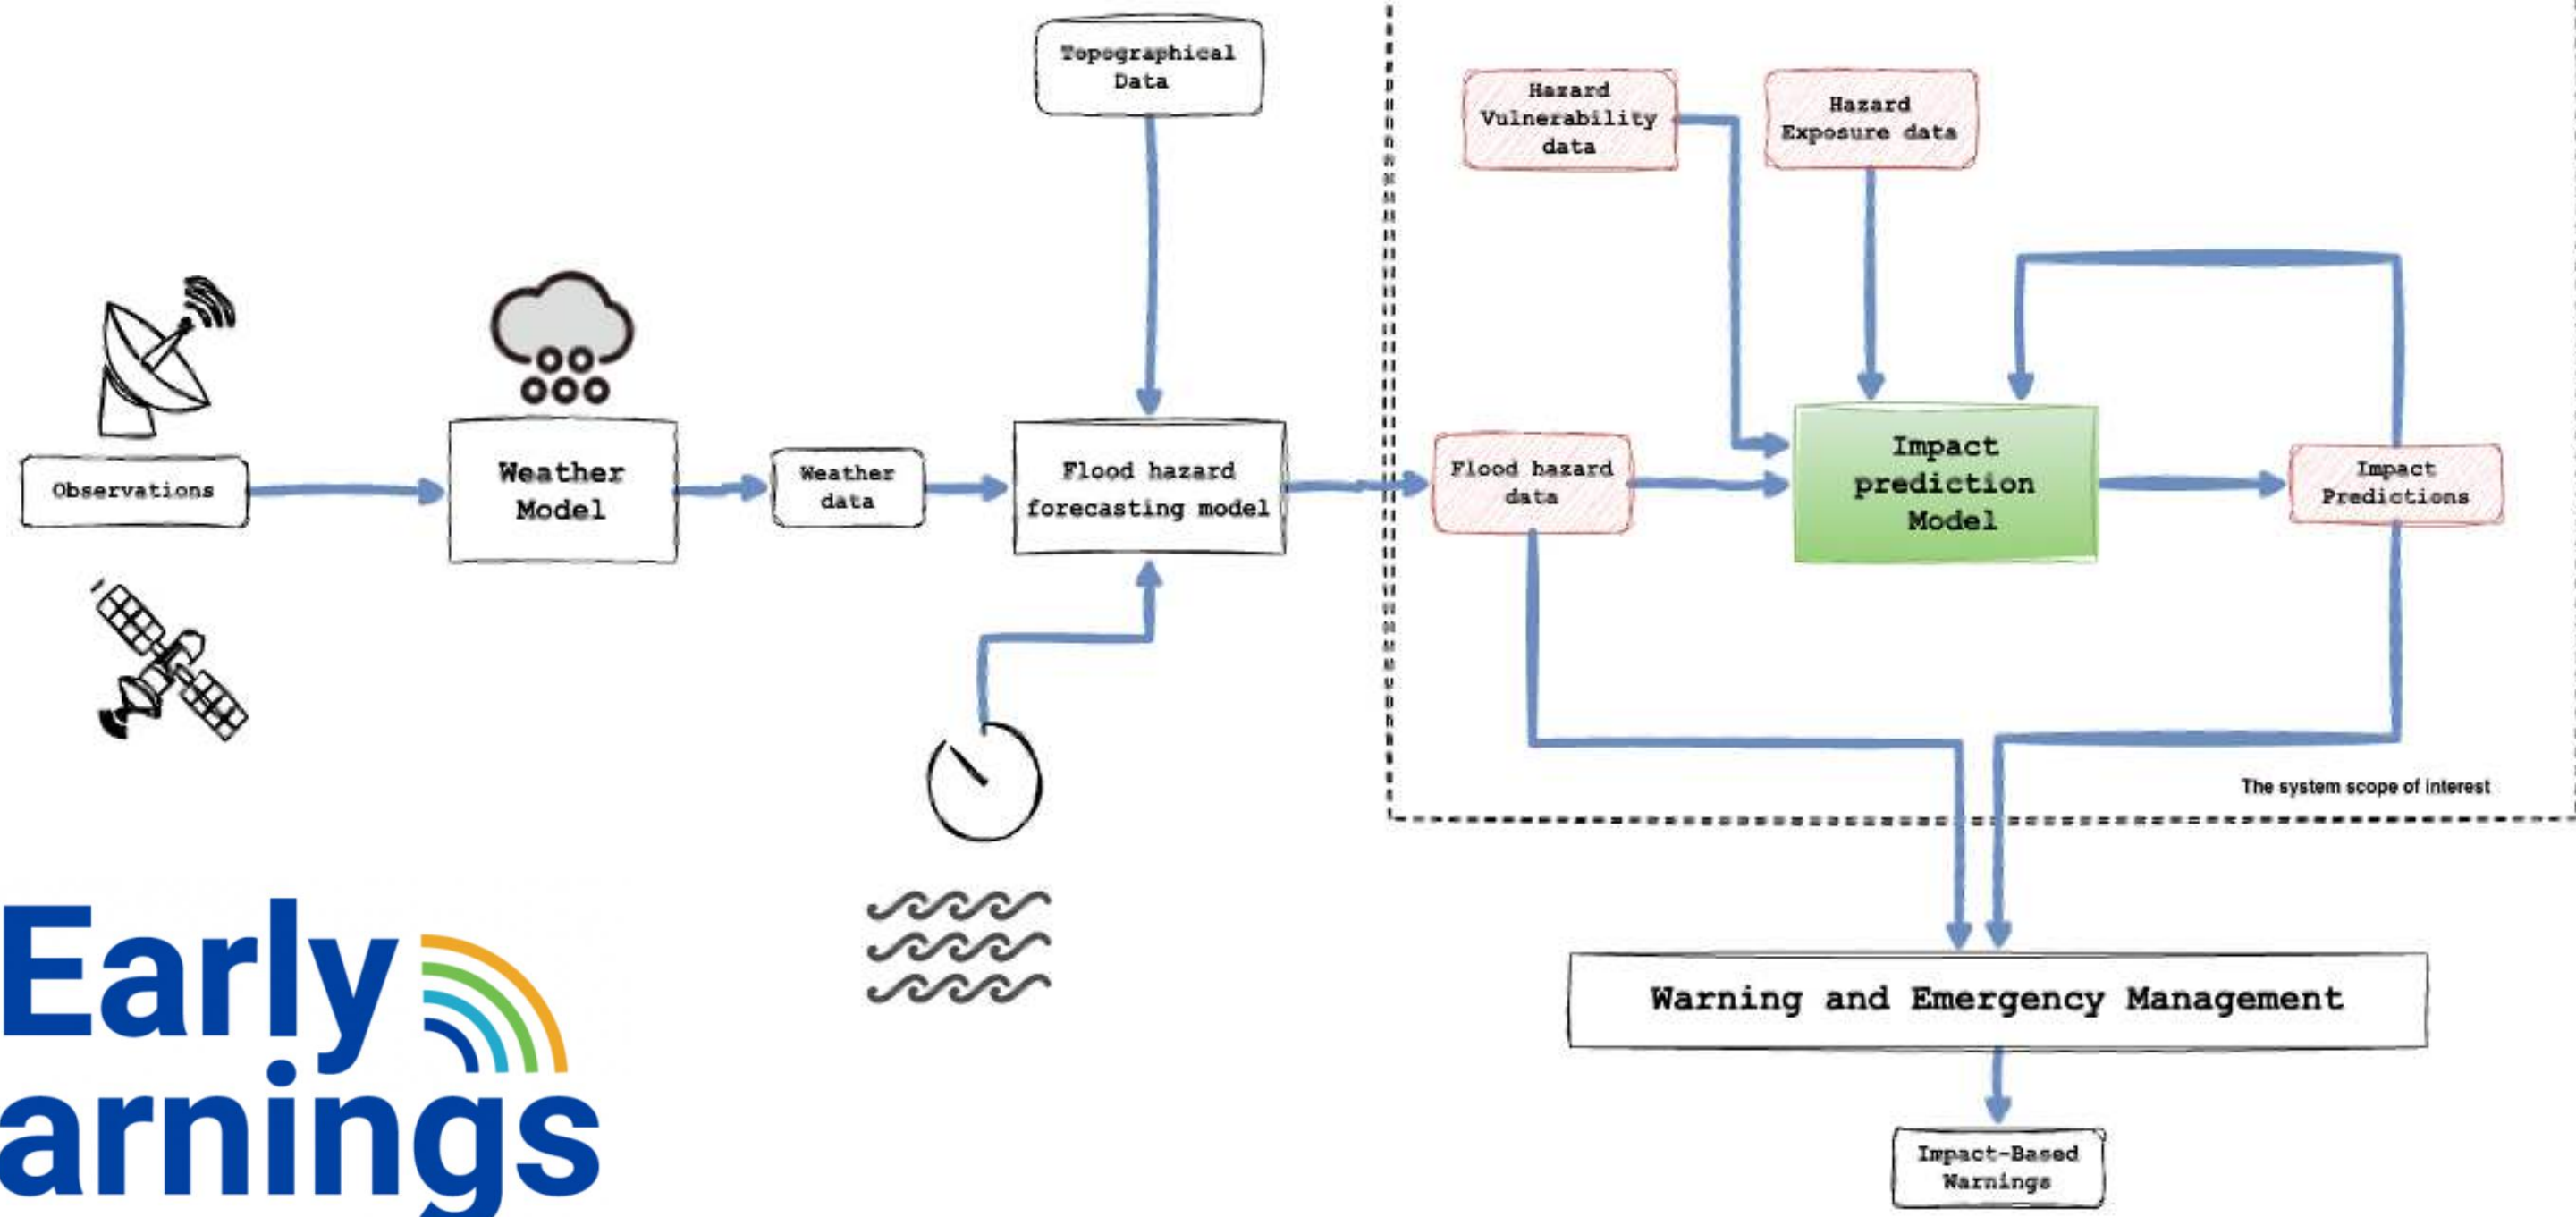 Topographical
Data
Hazard
Vulnerability
data
Hazard
Exposure data
Observations
Weather
Model
Weather
data
Flood hazard
forecasting model
Flood hazard
data
Impact
prediction
Model
Impact
Predictions
The system scope of interest
Warning and Emergency Management
Impact-Based
Warnings
Early
arnings